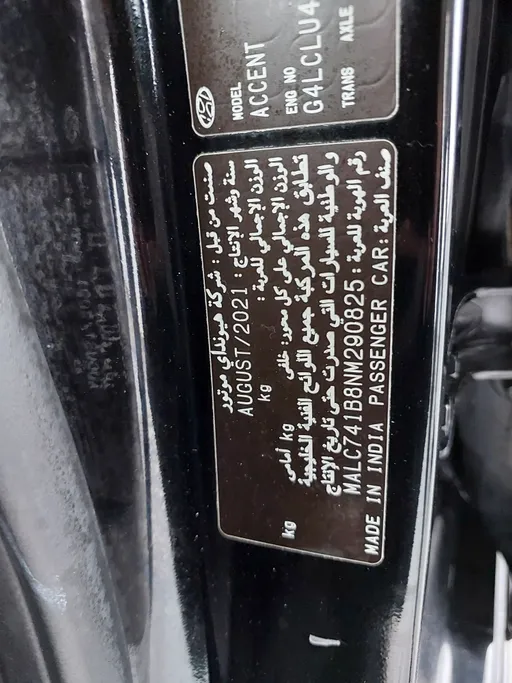 MODEL
ACCENT
ENG NO
G4LCLU4
TRANS AXLE
صنعت من قبل : شركة هيونداي موتور
سنة وشهر الإنتاج : AUGUST/2021
الوزن الإجمالي للعربة : kg
الوزن الإجمالي على كل محور : خلفي kg أمامي kg
تطابق هذه المركبة جميع اللوائح الفنية الخليجية
والوطنية للسيارات التي صدرت حتى تاريخ الإنتاج
رقم الهوية للعربة : MALC741B8NM290825
صنف العربة : MADE IN INDIA PASSENGER CAR